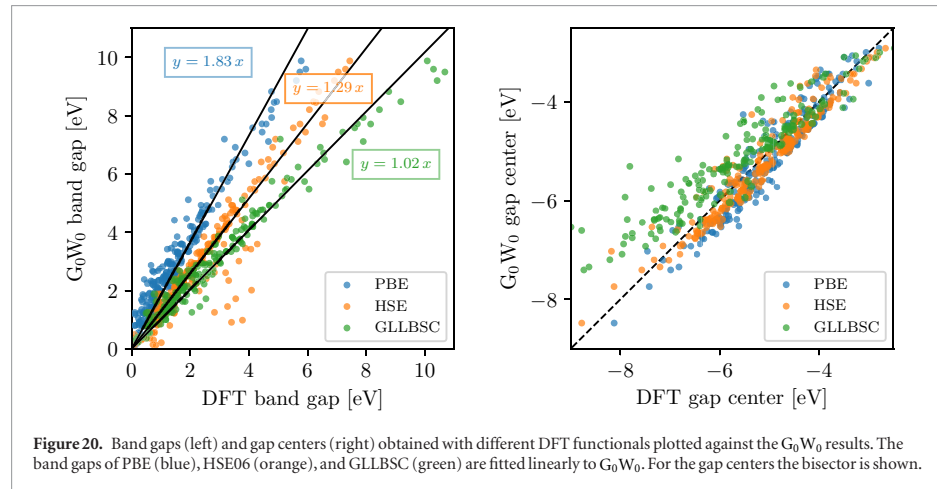 10
8
6
4
2
0
0
2
4
6
8
10
G₀W₀ band gap [eV]
DFT band gap [eV]
y = 1.83 x
y = 1.29 x
y = 1.02 x
PBE
HSE
GLLBSC
−4
−6
−8
−8
−6
−4
G₀W₀ gap center [eV]
DFT gap center [eV]
PBE
HSE
GLLBSC
Figure 20. Band gaps (left) and gap centers (right) obtained with different DFT functionals plotted against the G₀W₀ results. The
band gaps of PBE (blue), HSE06 (orange), and GLLBSC (green) are fitted linearly to G₀W₀. For the gap centers the bisector is shown.